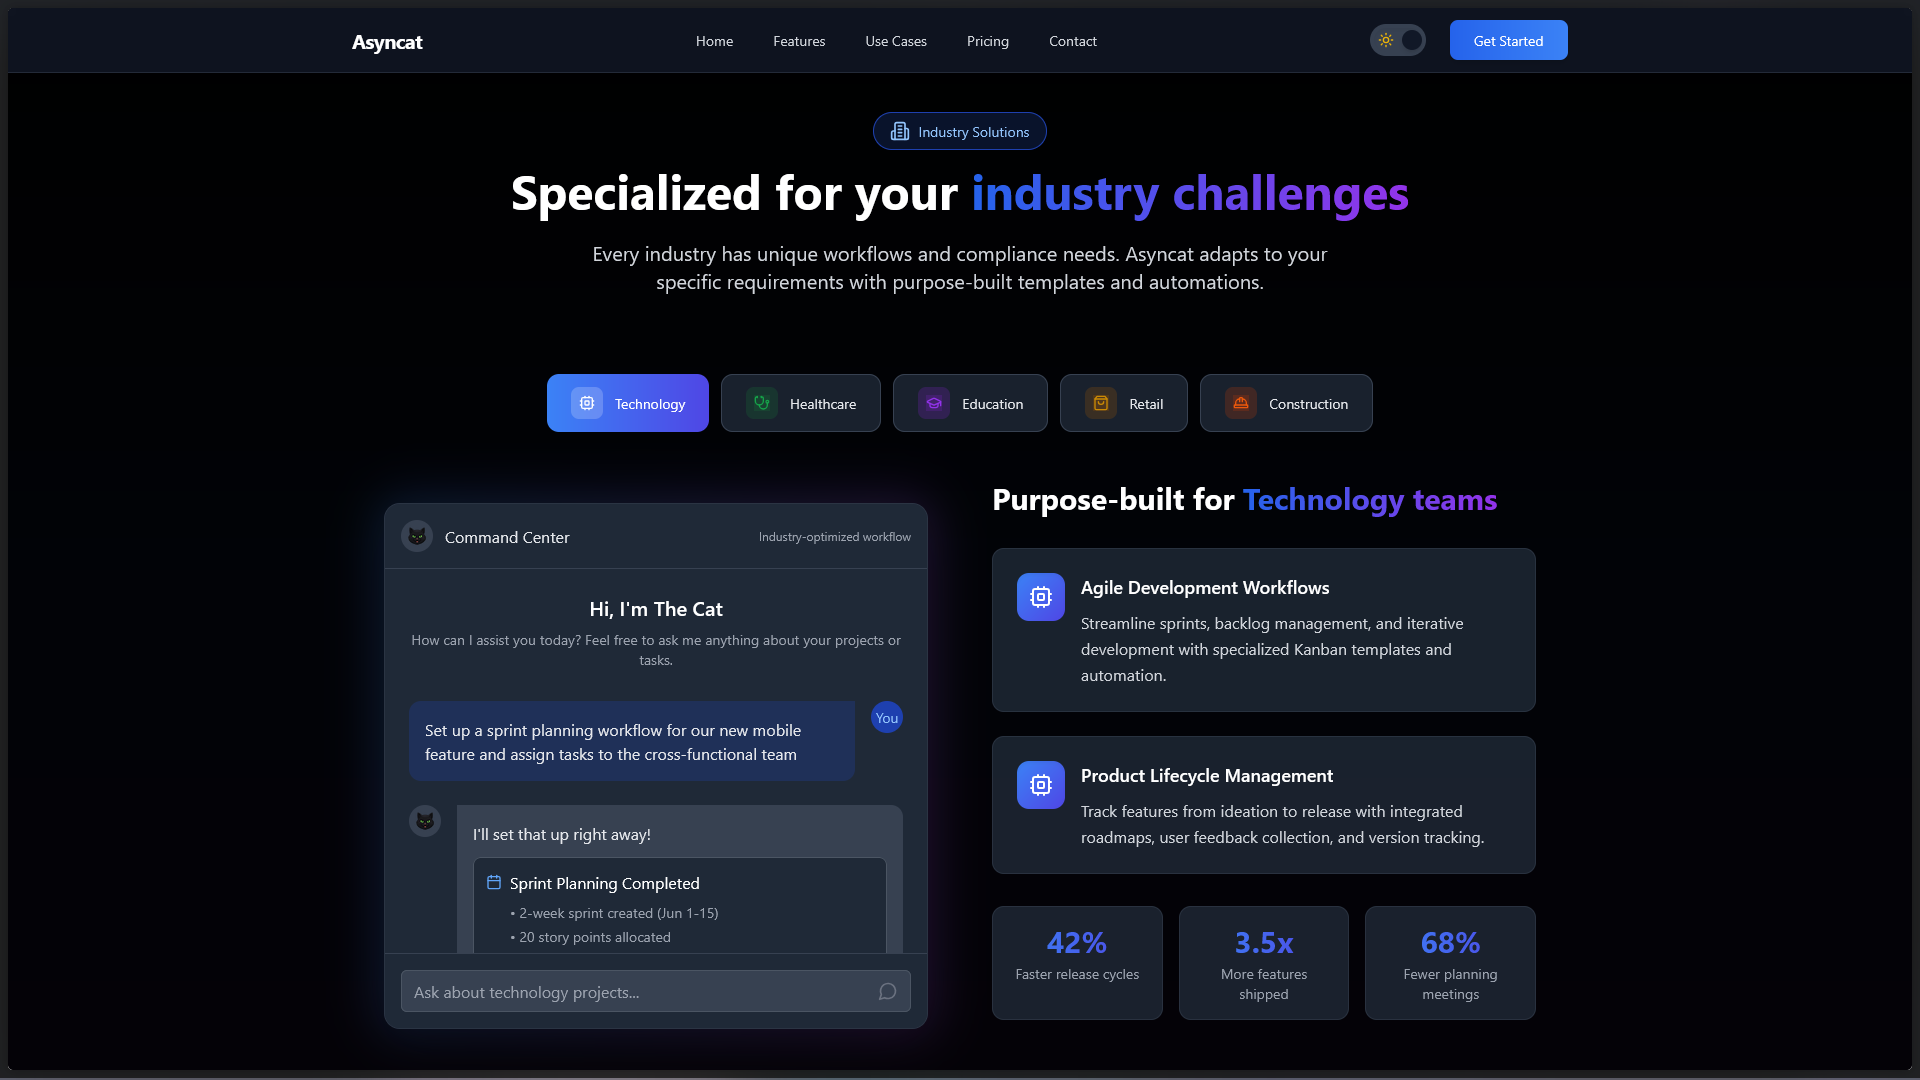 Asyncat
Home
Features
Use Cases
Pricing
Contact
Get Started
Industry Solutions
Specialized for your industry challenges
Every industry has unique workflows and compliance needs. Asyncat adapts to your
specific requirements with purpose-built templates and automations.
Technology
Healthcare
Education
Retail
Construction
Command Center
Industry-optimized workflow
Hi, I'm The Cat
How can I assist you today? Feel free to ask me anything about your projects or
tasks.
Set up a sprint planning workflow for our new mobile
feature and assign tasks to the cross-functional team
You
I'll set that up right away!
Sprint Planning Completed
• 2-week sprint created (Jun 1-15)
• 20 story points allocated
Ask about technology projects...
Purpose-built for Technology teams
Agile Development Workflows
Streamline sprints, backlog management, and iterative
development with specialized Kanban templates and
automation.
Product Lifecycle Management
Track features from ideation to release with integrated
roadmaps, user feedback collection, and version tracking.
42%
Faster release cycles
3.5x
More features
shipped
68%
Fewer planning
meetings